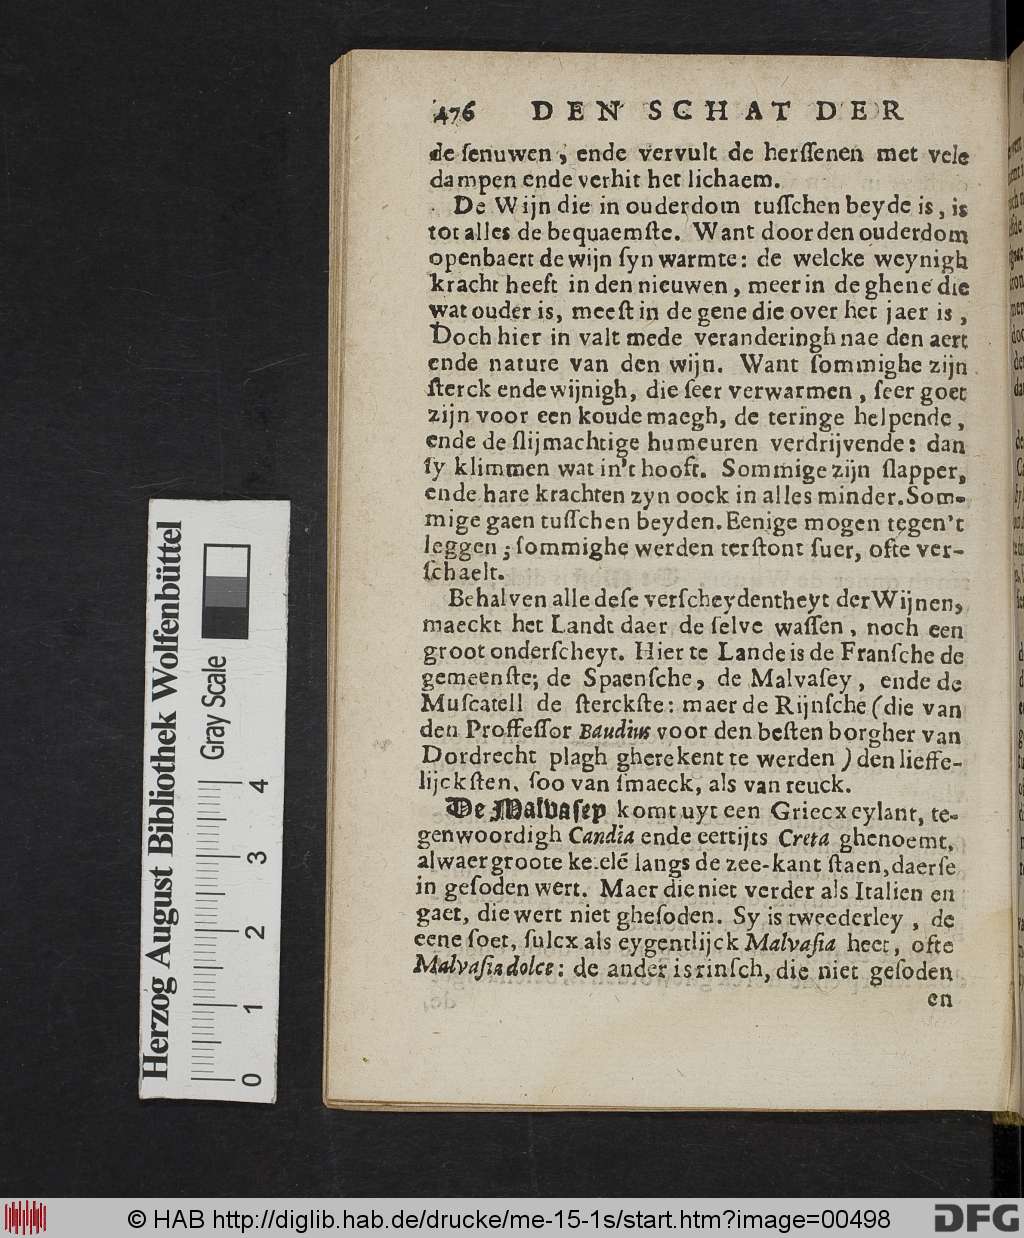 476 DEN SCHAT DER
de ſenuwen, ende vervult de herſſenen met vele
dampen ende verhit het lichaem.
De Wijn die in ouderdom tuſſchen beyde is, is
tot alles de bequaemſte. Want door den ouderdom
openbaert de wijn ſyn warmte: de welcke weynigh
kracht heeft in den nieuwen, meer in de ghene die
wat ouder is, meeſt in de gene die over het jaer is,
Doch hier in valt mede veranderingh nae den aert
ende nature van den wijn. Want ſommighe zijn
ſterck ende wijnigh, die ſeer verwarmen, ſeer goet
zijn voor een koude maegh, de teringe helpende,
ende de ſlijmachtige humeuren verdrijvende: dan
ſy klimmen wat in't hooft. Sommige zijn ſlapper,
ende hare krachten zyn oock in alles minder. Som-
mige gaen tuſſchen beyden. Eenige mogen tegen't
leggen; ſommighe werden terſtont ſuer, ofte ver-
ſchaelt.
Behalven alle deſe verſcheydentheyt der Wijnen,
maeckt het Landt daer de ſelve waſſen, noch een
groot onderſcheyt. Hier te Lande is de Franſche de
gemeenſte; de Spaenſche, de Malvaſey, ende de
Muſcatell de ſterckſte: maer de Rijnſche (die van
den Proffeſſor Baudius voor den beſten borgher van
Dordrecht plagh gherekent te werden) den lieffe-
lijckſten, ſoo van ſmaeck, als van reuck.
De Malvaſey komt uyt een Griecx eylant, te-
genwoordigh Candia ende eertijts Creta ghenoemt,
alwaer groote ketelẽ langs de zee-kant ſtaen, daerſe
in geſoden wert. Maer die niet verder als Italien en
gaet, die wert niet gheſoden. Sy is tweederley, de
eene ſoet, ſulcx als eygentlijck Malvaſia heet, ofte
Malvaſia dolce: de ander is rinſch, die niet geſoden
en
Herzog August Bibliothek Wolfenbüttel
Gray Scale
0 1 2 3 4
© HAB http://diglib.hab.de/drucke/me-15-1s/start.htm?image=00498
DFG